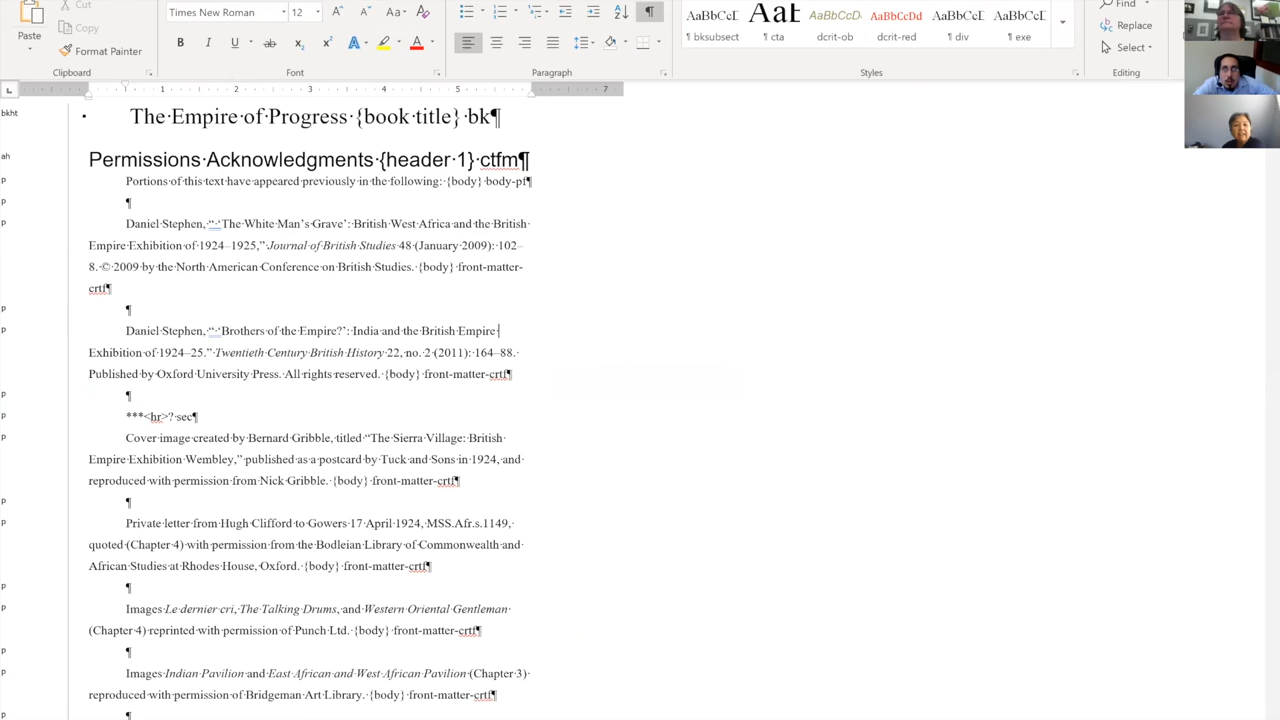 Cut
Find
Times New Roman
12
A
A
Aa
A
AaBbCcD
AaB
AaBbCcD
AaBbCcDd
AaBbCcD
AaBbCcD
Replace
Copy
Paste
Format Painter
B
I
U
A
A
¶ bksubsect
¶ cta
dcrit-ob
dcrit-red
¶ div
¶ exe
Select
Clipboard
Font
Paragraph
Styles
Editing
1
2
3
4
5
7
bkht
The·Empire·of·Progress·{book·title}·bk¶
ah
Permissions·Acknowledgments·{header·1}·ctfm¶
p
Portions·of·this·text·have·appeared·previously·in·the·following:·{body}·body-pf¶
p
¶
p
Daniel·Stephen,·“·‘The·White·Man’s·Grave’:·British·West·Africa·and·the·British·
Empire·Exhibition·of·1924–1925,”·Journal·of·British·Studies·48·(January·2009):·102–
8.·©·2009·by·the·North·American·Conference·on·British·Studies.·{body}·front-matter-
crtf¶
p
¶
p
Daniel·Stephen,·“·‘Brothers·of·the·Empire?’:·India·and·the·British·Empire·
Exhibition·of·1924–25.”·Twentieth·Century·British·History·22,·no.·2·(2011):·164–88.·
Published·by·Oxford·University·Press.·All·rights·reserved.·{body}·front-matter-crtf¶
p
¶
p
***<hr>?·sec¶
p
Cover·image·created·by·Bernard·Gribble,·titled·“The·Sierra·Village:·British·
Empire·Exhibition·Wembley,”·published·as·a·postcard·by·Tuck·and·Sons·in·1924,·and·
reproduced·with·permission·from·Nick·Gribble.·{body}·front-matter-crtf¶
p
¶
p
Private·letter·from·Hugh·Clifford·to·Gowers·17·April·1924,·MSS.Afr.s.1149,·
quoted·(Chapter·4)·with·permission·from·the·Bodleian·Library·of·Commonwealth·and·
African·Studies·at·Rhodes·House,·Oxford.·{body}·front-matter-crtf¶
p
¶
p
Images·Le·dernier·cri,·The·Talking·Drums,·and·Western·Oriental·Gentleman·
(Chapter·4)·reprinted·with·permission·of·Punch·Ltd.·{body}·front-matter-crtf¶
p
¶
p
Images·Indian·Pavilion·and·East·African·and·West·African·Pavilion·(Chapter·3)·
reproduced·with·permission·of·Bridgeman·Art·Library.·{body}·front-matter-crtf¶
p
¶